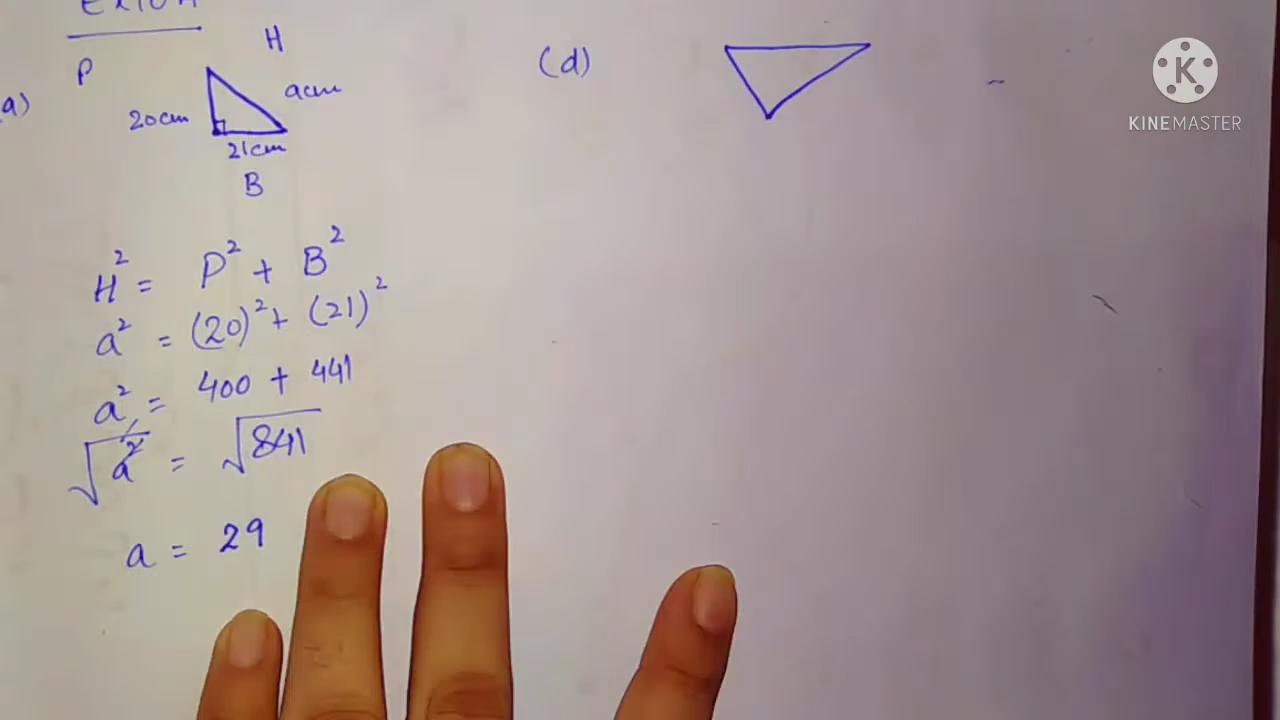 P
H
(a)
20cm
acm
21cm
B
H² = P² + B²
a² = (20)² + (21)²
a² = 400 + 441
√a² = √841
a = 29
(d)
KINEMASTER